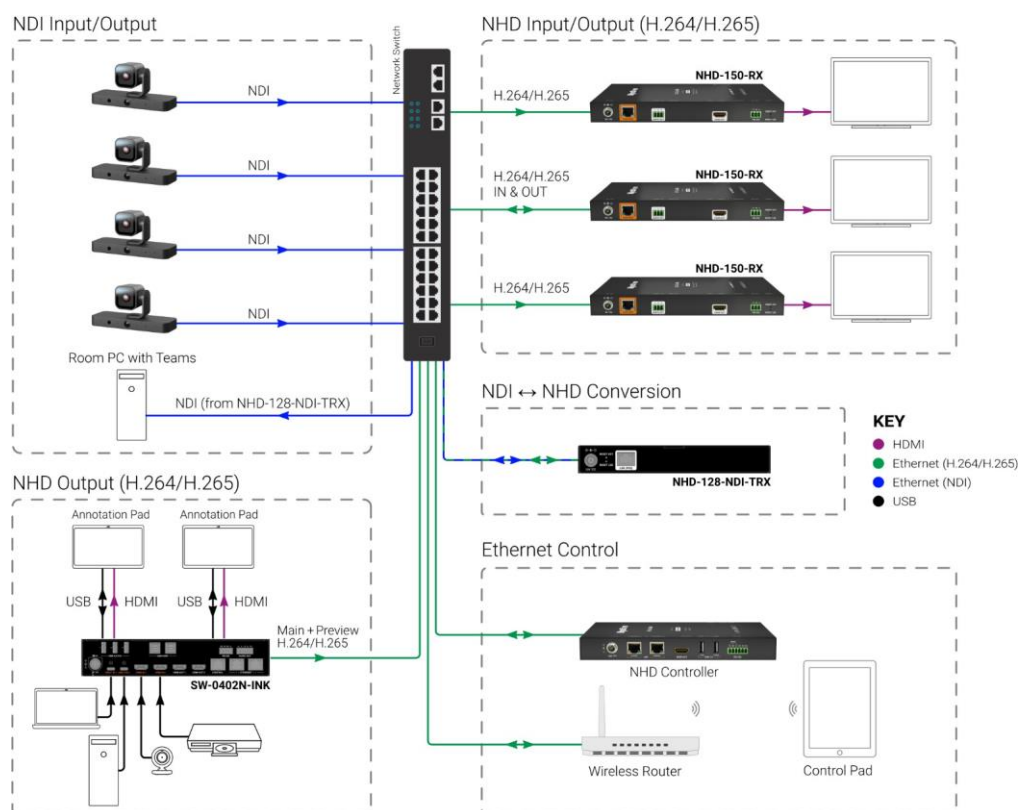 NDI Input/Output
NDI
NDI
NDI
NDI
Room PC with Teams
NDI (from NHD-128-NDI-TRX)
Network Switch
NHD Input/Output (H.264/H.265)
H.264/H.265
NHD-150-RX
H.264/H.265
IN & OUT
NHD-150-RX
H.264/H.265
NHD-150-RX
NDI ↔ NHD Conversion
NHD-128-NDI-TRX
KEY
HDMI
Ethernet (H.264/H.265)
Ethernet (NDI)
USB
NHD Output (H.264/H.265)
Annotation Pad
Annotation Pad
USB
HDMI
USB
HDMI
Main + Preview
H.264/H.265
SW-0402N-INK
Ethernet Control
NHD Controller
Wireless Router
Control Pad